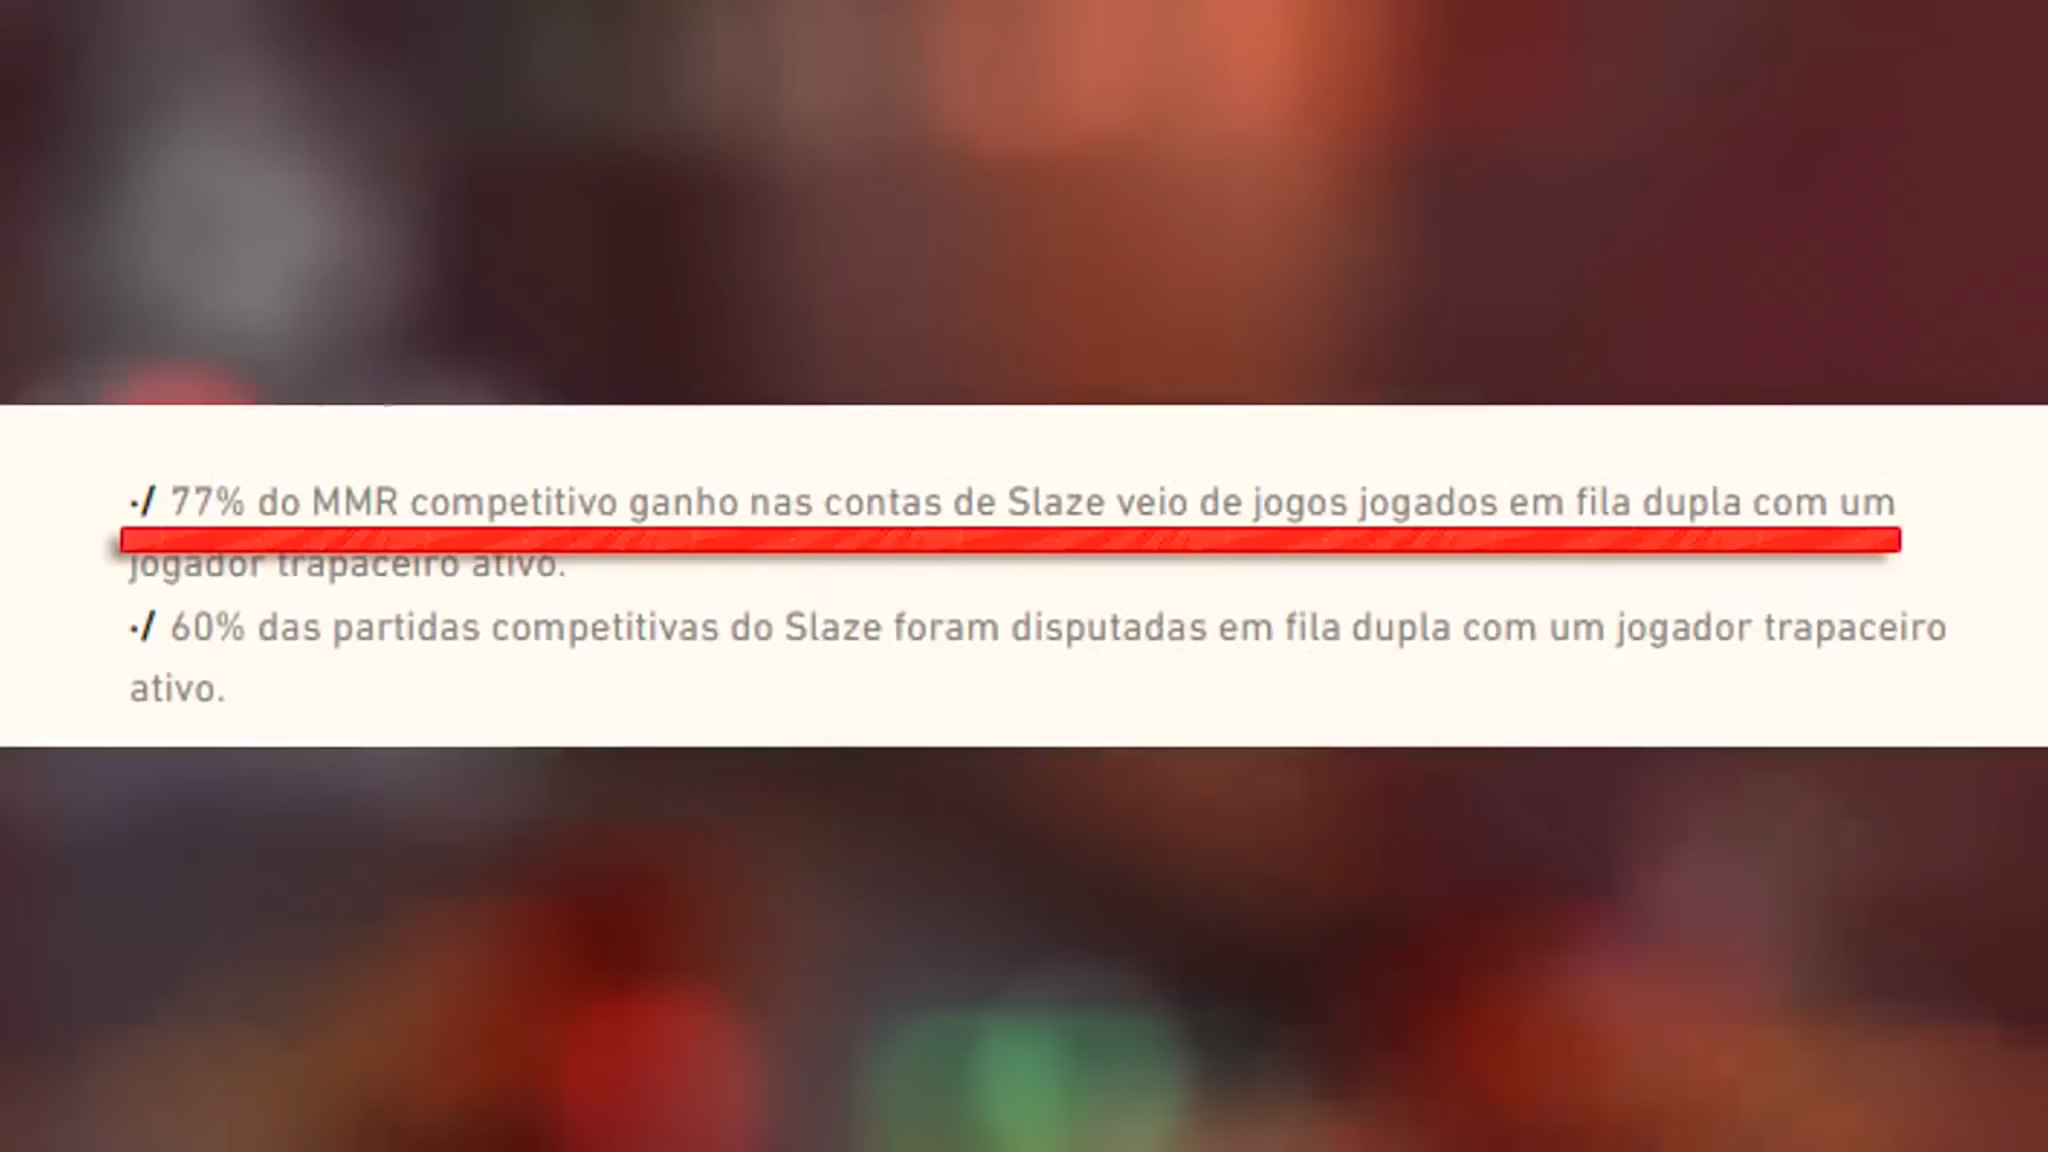 ·/ 77% do MMR competitivo ganho nas contas de Slaze veio de jogos jogados em fila dupla com um
jogador trapaceiro ativo.
·/ 60% das partidas competitivas do Slaze foram disputadas em fila dupla com um jogador trapaceiro
ativo.